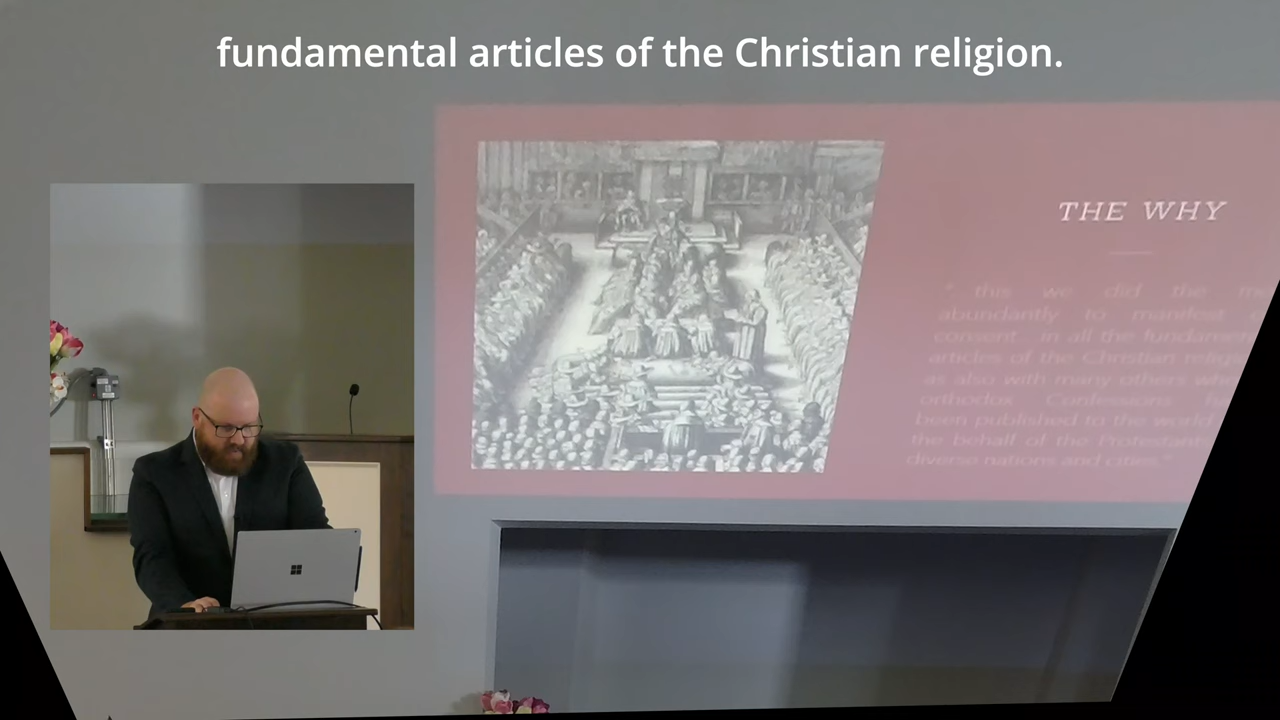 fundamental articles of the Christian religion.
THE WHY
" this we did the
abundantly to manifest
consent in all the
articles of the Christian
as also with many others
orthodox Confessions
been published to the world
the behalf of the
diverse nations and cities."